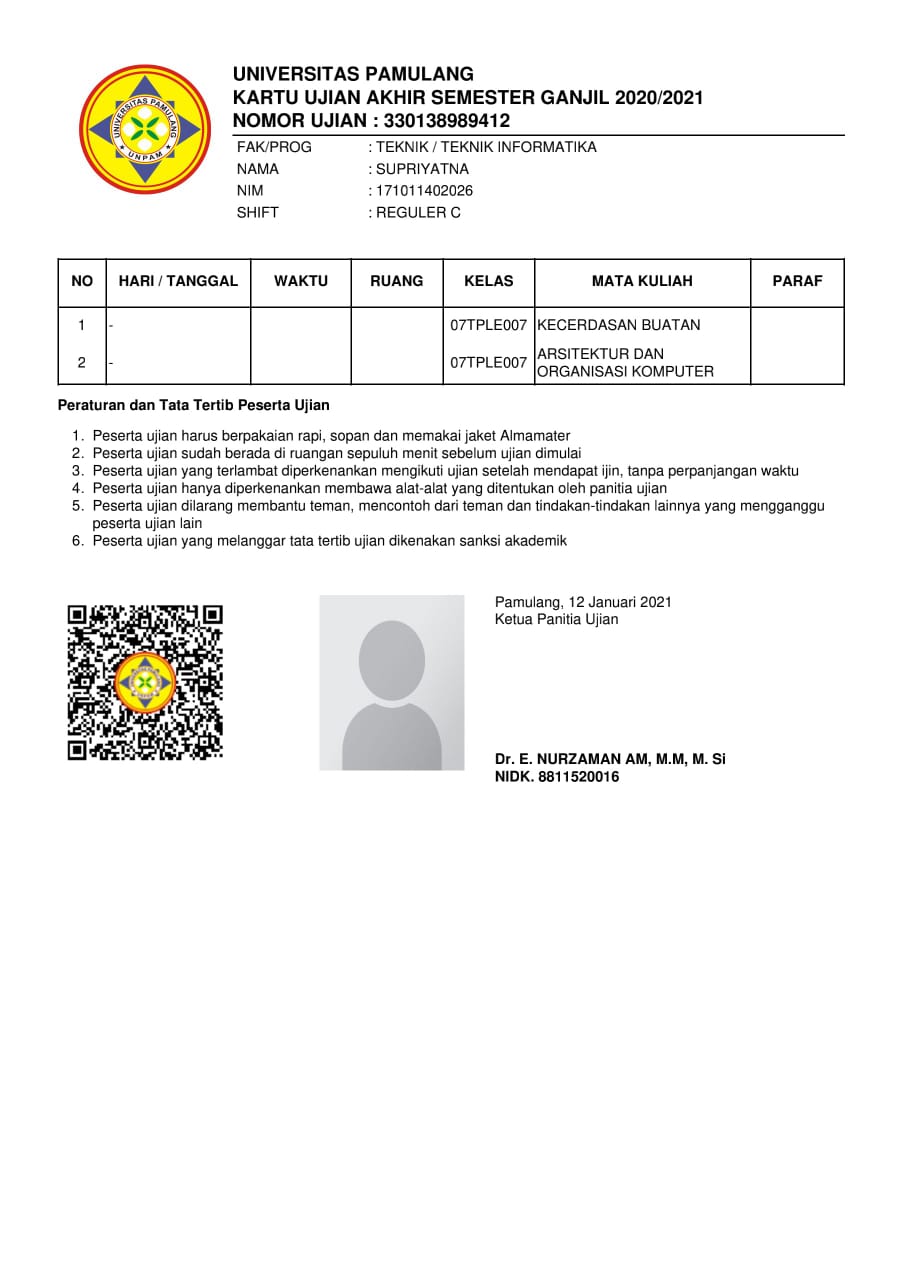 UNIVERSITAS PAMULANG
UNPAM
UNIVERSITAS PAMULANG
KARTU UJIAN AKHIR SEMESTER GANJIL 2020/2021
NOMOR UJIAN : 330138989412
FAK/PROG : TEKNIK / TEKNIK INFORMATIKA
NAMA : SUPRIYATNA
NIM : 171011402026
SHIFT : REGULER C
NO HARI / TANGGAL WAKTU RUANG KELAS MATA KULIAH PARAF
1 - 07TPLE007 KECERDASAN BUATAN
2 - 07TPLE007 ARSITEKTUR DAN
ORGANISASI KOMPUTER
Peraturan dan Tata Tertib Peserta Ujian
1. Peserta ujian harus berpakaian rapi, sopan dan memakai jaket Almamater
2. Peserta ujian sudah berada di ruangan sepuluh menit sebelum ujian dimulai
3. Peserta ujian yang terlambat diperkenankan mengikuti ujian setelah mendapat ijin, tanpa perpanjangan waktu
4. Peserta ujian hanya diperkenankan membawa alat-alat yang ditentukan oleh panitia ujian
5. Peserta ujian dilarang membantu teman, mencontoh dari teman dan tindakan-tindakan lainnya yang mengganggu
peserta ujian lain
6. Peserta ujian yang melanggar tata tertib ujian dikenakan sanksi akademik
UNIVERSITAS PAMULANG
UNPAM
Pamulang, 12 Januari 2021
Ketua Panitia Ujian
Dr. E. NURZAMAN AM, M.M, M. Si
NIDK. 8811520016